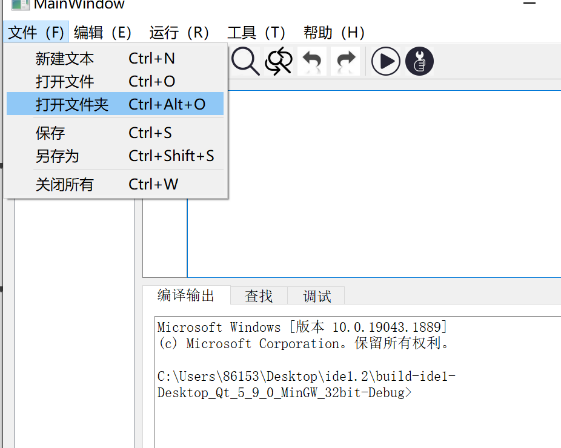 MainWindow
文件（F） 编辑（E） 运行（R） 工具（T） 帮助（H）
新建文本 Ctrl+N
打开文件 Ctrl+O
打开文件夹 Ctrl+Alt+O
保存 Ctrl+S
另存为 Ctrl+Shift+S
关闭所有 Ctrl+W
编译输出 查找 调试
Microsoft Windows [版本 10.0.19043.1889]
(c) Microsoft Corporation。保留所有权利。
C:\Users\86153\Desktop\ide1.2\build-ide1-
Desktop_Qt_5_9_0_MinGW_32bit-Debug>